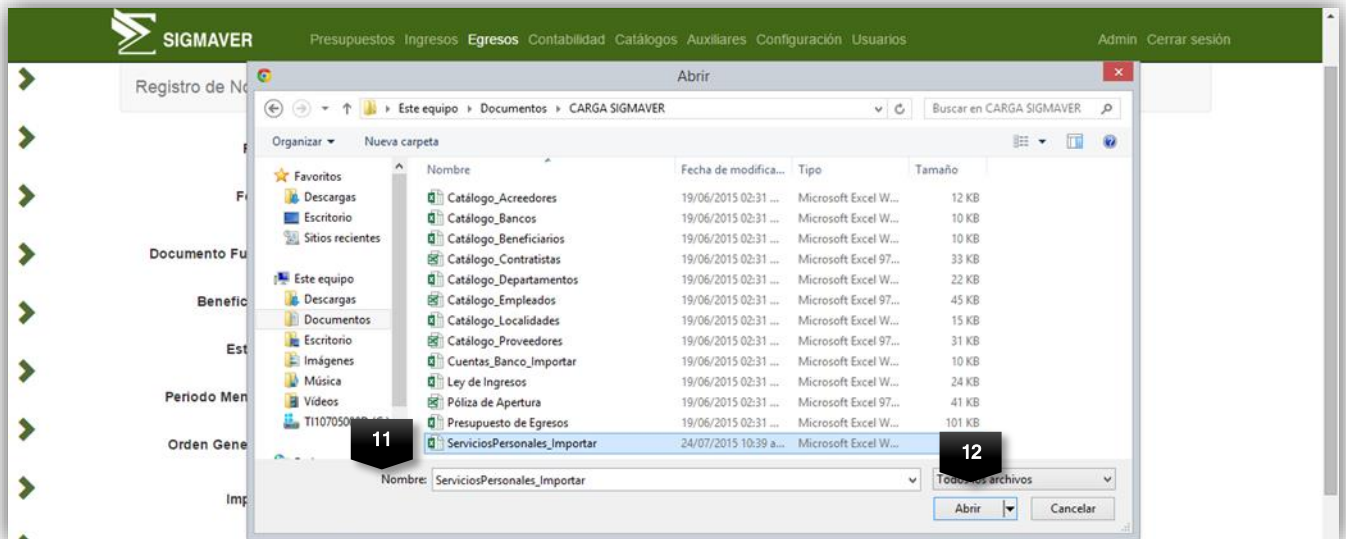 SIGMAVER Presupuestos Ingresos Egresos Contabilidad Catálogos Auxiliares Configuración Usuarios Admin Cerrar sesión
Registro de No
Abrir
Este equipo Documentos CARGA SIGMAVER Buscar en CARGA SIGMAVER
Organizar Nueva carpeta
Nombre Fecha de modifica... Tipo Tamaño
Favoritos
Descargas Catálogo_Acreedores 19/06/2015 02:31 ... Microsoft Excel W... 12 KB
Escritorio Catálogo_Bancos 19/06/2015 02:31 ... Microsoft Excel W... 10 KB
Sitios recientes Catálogo_Beneficiarios 19/06/2015 02:31 ... Microsoft Excel W... 10 KB
Documento Fu Catálogo_Contratistas 19/06/2015 02:31 ... Microsoft Excel 97... 33 KB
Este equipo Catálogo_Departamentos 19/06/2015 02:31 ... Microsoft Excel W... 22 KB
Benefic Descargas Catálogo_Empleados 19/06/2015 02:31 ... Microsoft Excel 97... 45 KB
Documentos Catálogo_Localidades 19/06/2015 02:31 ... Microsoft Excel W... 15 KB
Est Escritorio Catálogo_Proveedores 19/06/2015 02:31 ... Microsoft Excel 97... 31 KB
Imágenes Cuentas_Banco_Importar 19/06/2015 02:31 ... Microsoft Excel W... 10 KB
Música Ley de Ingresos 19/06/2015 02:31 ... Microsoft Excel W... 24 KB
Periodo Men Vídeos Póliza de Apertura 19/06/2015 02:31 ... Microsoft Excel 97... 41 KB
Presupuesto de Egresos 19/06/2015 02:31 ... Microsoft Excel W... 101 KB
Orden Gene 11 ServiciosPersonales_Importar 24/07/2015 10:39 a... Microsoft Excel W... 12
Nombre: ServiciosPersonales_Importar Todos los archivos
Imp
Abrir Cancelar